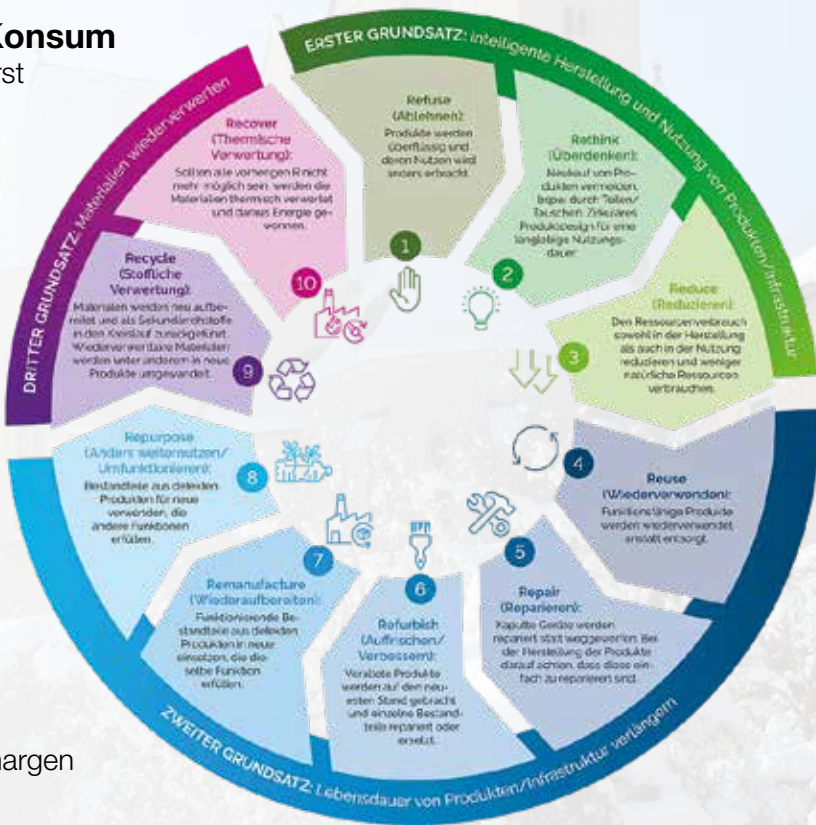 Konsum
rst
ERSTER GRUNDSATZ: Intelligente Herstellung und Nutzung von Produkten/Infrastruktur
1
Refuse
(Ablehnen):
Produkte werden
überflüssig und
deren Nutzen wird
anders erbracht.
2
Rethink
(Überdenken):
Neukauf von Pro-
dukten vermeiden,
bspw. durch Teilen/
Tauschen. Zirkuläres
Produktdesign für eine
langlebige Nutzungs-
dauer.
3
Reduce
(Reduzieren):
Den Ressourcenverbrauch
sowohl in der Herstellung
als auch in der Nutzung
reduzieren und weniger
natürliche Ressourcen
verbrauchen.
ZWEITER GRUNDSATZ: Lebensdauer von Produkten/Infrastruktur verlängern
4
Reuse
(Wiederverwenden):
Funktionsfähige Produkte
werden wiederverwendet
anstatt entsorgt.
5
Repair
(Reparieren):
Kaputte Geräte werden
repariert statt weggeworfen. Bei
der Herstellung der Produkte
darauf achten, dass diese ein-
fach zu reparieren sind.
6
Refurbish
(Auffrischen/
Verbessern):
Veraltete Produkte
werden auf den neu-
esten Stand gebracht
und einzelne Bestand-
teile repariert oder
ersetzt.
7
Remanufacture
(Wiederaufbereiten):
Funktionierende Be-
standteile aus defekten
Produkten in neue
einsetzen, die die-
selbe Funktion
erfüllen.
8
Repurpose
(Anders weiternutzen/
Umfunktionieren):
Bestandteile aus defekten
Produkten für neue
verwenden, die
andere Funktionen
erfüllen.
DRITTER GRUNDSATZ: Materialien wiederverwerten
9
Recycle
(Stoffliche
Verwertung):
Materialien werden neu aufbe-
reitet und als Sekundärrohstoffe
in den Kreislauf zurückgeführt.
Wiederverwertbare Materialien
werden unter anderem in neue
Produkte umgewandelt.
10
Recover
(Thermische
Verwertung):
Sollten alle vorherigen R nicht
mehr möglich sein, werden die
Materialien thermisch verwertet
und daraus Energie ge-
wonnen.
hargen